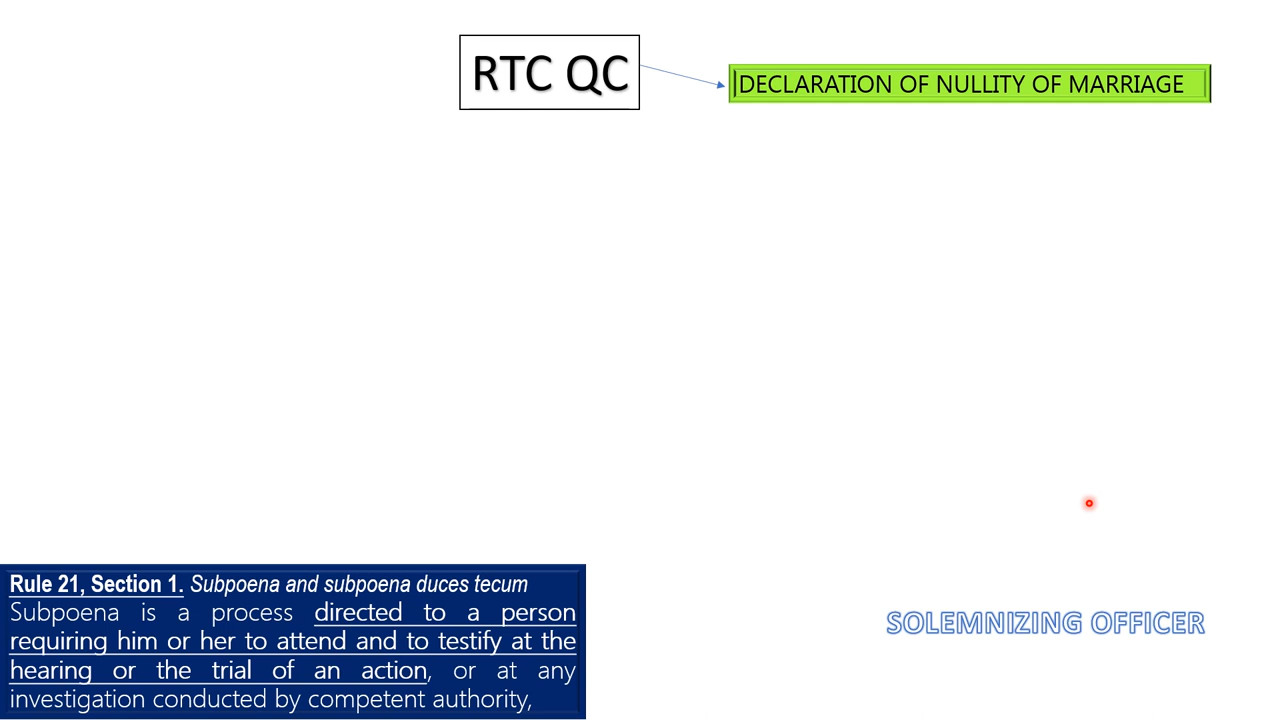 RTC QC
DECLARATION OF NULLITY OF MARRIAGE
Rule 21, Section 1. Subpoena and subpoena duces tecum
Subpoena is a process directed to a person
requiring him or her to attend and to testify at the
hearing or the trial of an action, or at any
investigation conducted by competent authority,
SOLEMNIZING OFFICER